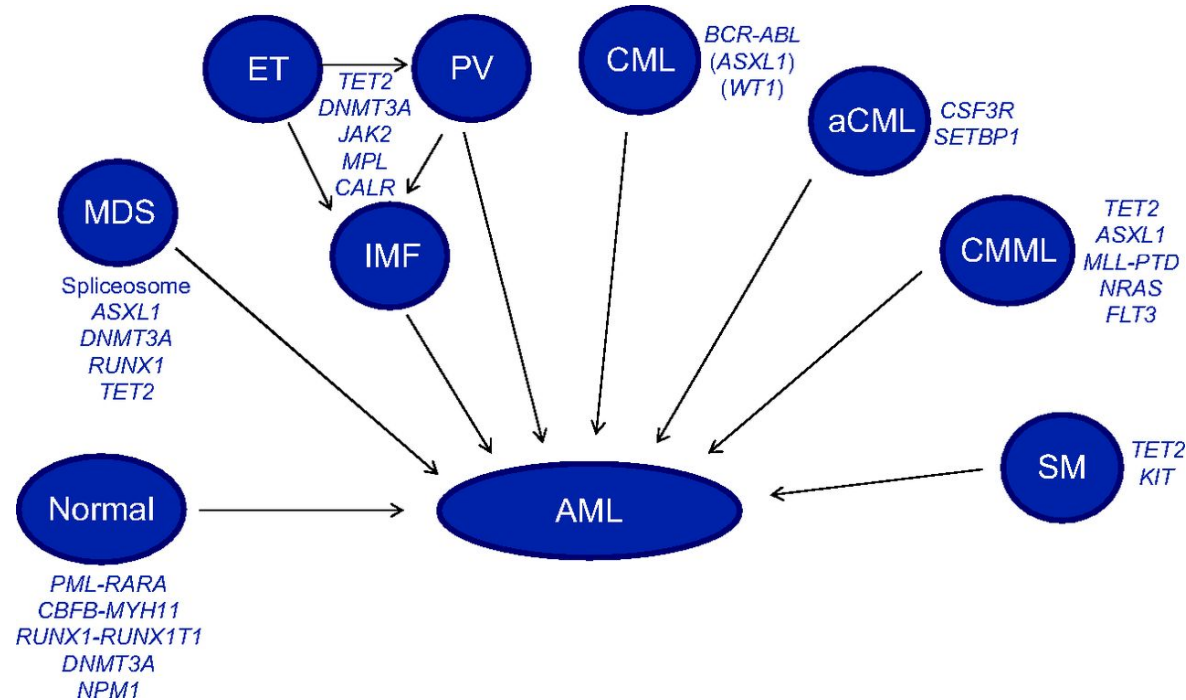 ET
PV
TET2
DNMT3A
JAK2
MPL
CALR
IMF
CML
BCR-ABL
(ASXL1)
(WT1)
aCML
CSF3R
SETBP1
MDS
Spliceosome
ASXL1
DNMT3A
RUNX1
TET2
CMML
TET2
ASXL1
MLL-PTD
NRAS
FLT3
SM
TET2
KIT
Normal
PML-RARA
CBFB-MYH11
RUNX1-RUNX1T1
DNMT3A
NPM1
AML